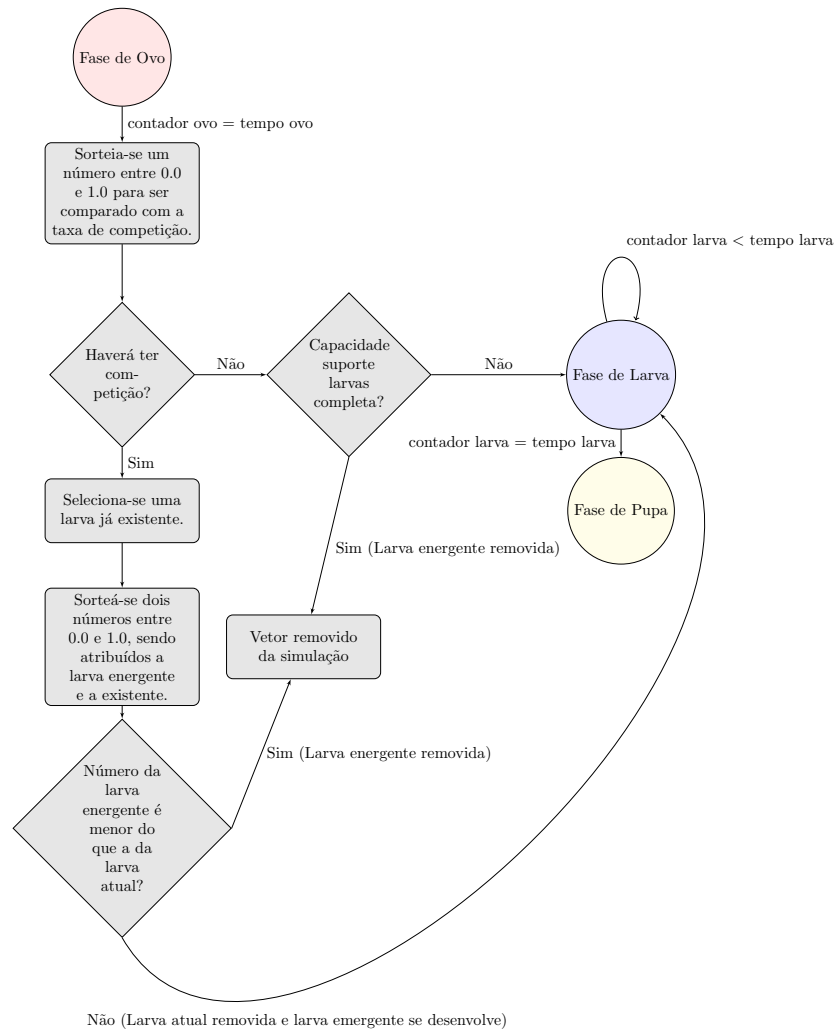 Fase de Ovo
contador ovo = tempo ovo
Sorteia-se um
número entre 0.0
e 1.0 para ser
comparado com a
taxa de competição.
contador larva < tempo larva
Haverá ter
com-
petição?
Não
Capacidade
suporte
larvas
completa?
Não
Fase de Larva
contador larva = tempo larva
Sim
Seleciona-se uma
larva já existente.
Fase de Pupa
Sim (Larva energente removida)
Sorteá-se dois
números entre
0.0 e 1.0, sendo
atribuídos a
larva energente
e a existente.
Vetor removido
da simulação
Sim (Larva energente removida)
Número da
larva
energente é
menor do
que a da
larva
atual?
Não (Larva atual removida e larva emergente se desenvolve)